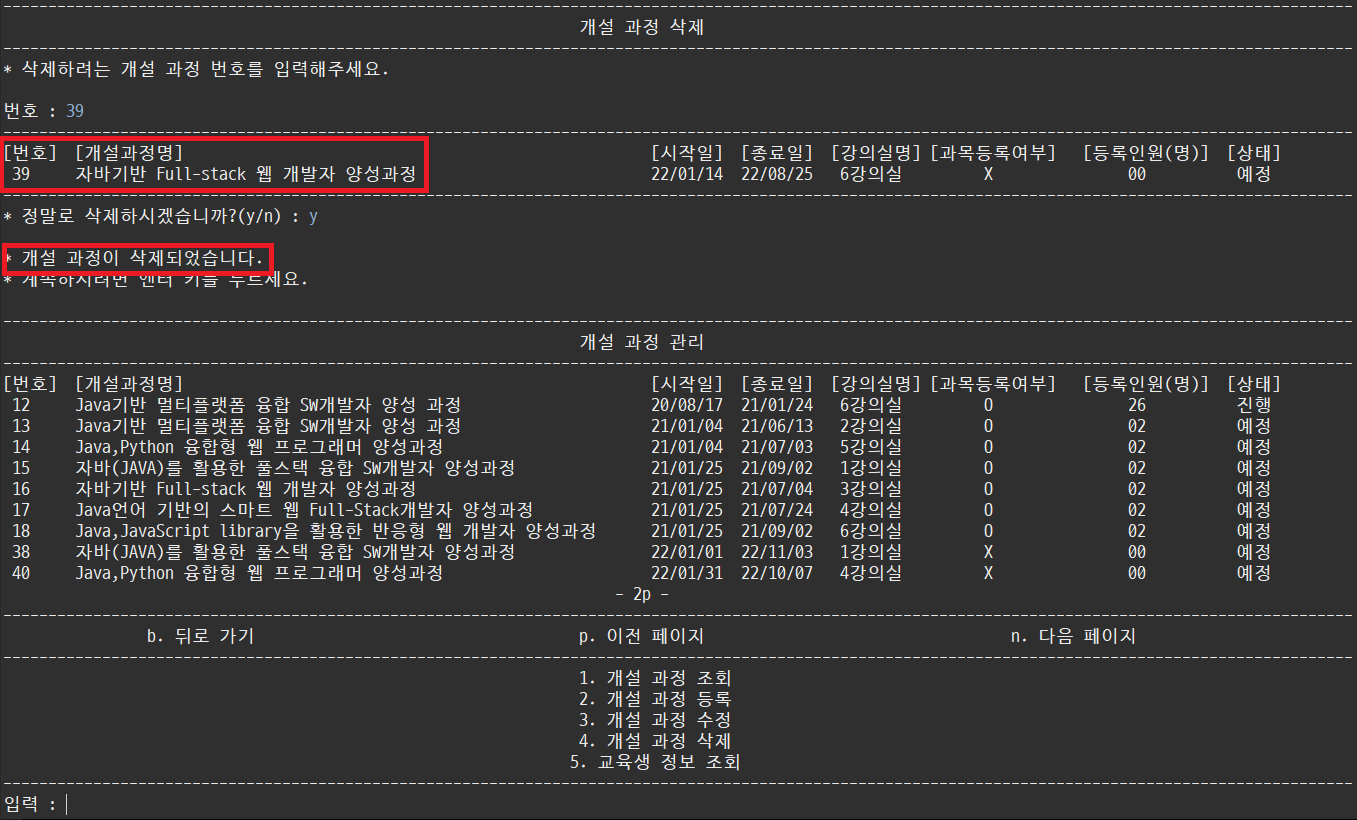 개설 과정 삭제
* 삭제하려는 개설 과정 번호를 입력해주세요.
번호 : 39
[번호] [개설과정명] [시작일] [종료일] [강의실명] [과목등록여부] [등록인원(명)] [상태]
39 자바기반 Full-stack 웹 개발자 양성과정 22/01/14 22/08/25 6강의실 X 00 예정
* 정말로 삭제하시겠습니까?(y/n) : y
* 개설 과정이 삭제되었습니다.
* 계속하시려면 엔터 키를 누르세요.
개설 과정 관리
[번호] [개설과정명] [시작일] [종료일] [강의실명] [과목등록여부] [등록인원(명)] [상태]
12 Java기반 멀티플랫폼 융합 SW개발자 양성 과정 20/08/17 21/01/24 6강의실 O 26 진행
13 Java기반 멀티플랫폼 융합 SW개발자 양성 과정 21/01/04 21/06/13 2강의실 O 02 예정
14 Java,Python 융합형 웹 프로그래머 양성과정 21/01/04 21/07/03 5강의실 O 02 예정
15 자바(JAVA)를 활용한 풀스택 융합 SW개발자 양성과정 21/01/25 21/09/02 1강의실 O 02 예정
16 자바기반 Full-stack 웹 개발자 양성과정 21/01/25 21/07/04 3강의실 O 02 예정
17 Java언어 기반의 스마트 웹 Full-Stack개발자 양성과정 21/01/25 21/07/24 4강의실 O 02 예정
18 Java,JavaScript library을 활용한 반응형 웹 개발자 양성과정 21/01/25 21/09/02 6강의실 O 02 예정
38 자바(JAVA)를 활용한 풀스택 융합 SW개발자 양성과정 22/01/01 22/11/03 1강의실 X 00 예정
40 Java,Python 융합형 웹 프로그래머 양성과정 22/01/31 22/10/07 4강의실 X 00 예정
- 2p -
b. 뒤로 가기 p. 이전 페이지 n. 다음 페이지
1. 개설 과정 조회
2. 개설 과정 등록
3. 개설 과정 수정
4. 개설 과정 삭제
5. 교육생 정보 조회
입력 :